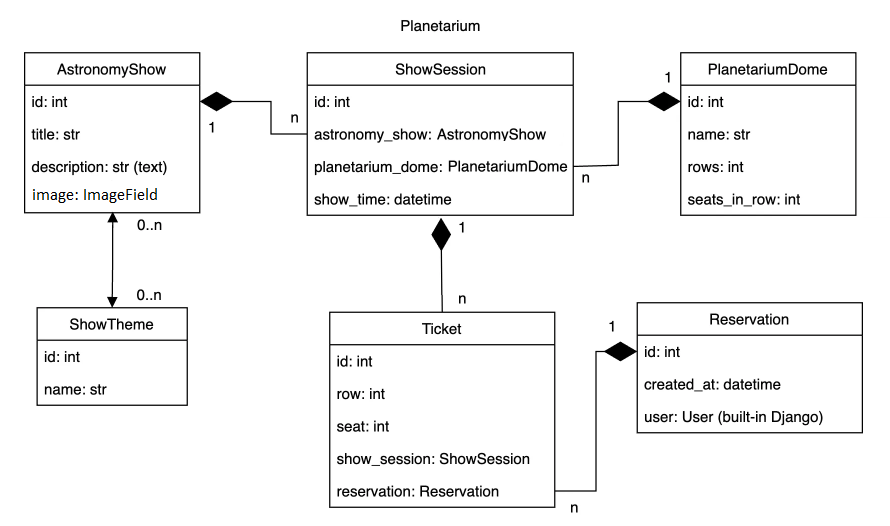 Planetarium
AstronomyShow
id: int
title: str
description: str (text)
image: ImageField
1
n
ShowSession
id: int
astronomy_show: AstronomyShow
planetarium_dome: PlanetariumDome
show_time: datetime
1
n
PlanetariumDome
id: int
name: str
rows: int
seats_in_row: int
0..n
0..n
1
n
ShowTheme
id: int
name: str
Ticket
id: int
row: int
seat: int
show_session: ShowSession
reservation: Reservation
1
n
Reservation
id: int
created_at: datetime
user: User (built-in Django)